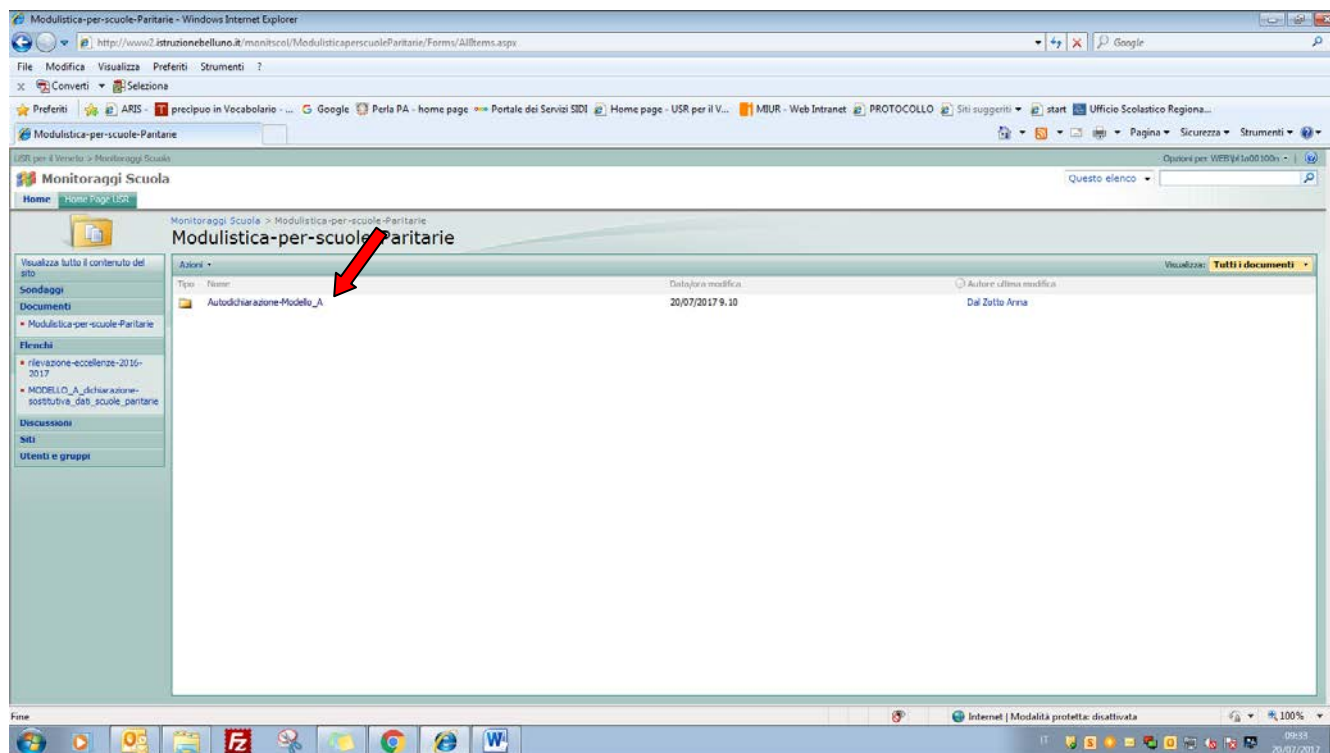 Modulistica-per-scuole-Paritarie - Windows Internet Explorer
http://www2.istruzionebelluno.it/monitscol/ModulisticaperscuoleParitarie/Forms/AllItems.aspx
Google
File Modifica Visualizza Preferiti Strumenti ?
x Converti Seleziona
Preferiti ARIS - precipuo in Vocabolario - ... Google Perla PA - home page Portale dei Servizi SIDI Home page - USR per il V... MIUR - Web Intranet PROTOCOLLO Siti suggeriti start Ufficio Scolastico Regiona...
Modulistica-per-scuole-Paritarie
Pagina Sicurezza Strumenti
USR per il Veneto > Monitoraggi Scuola
Opzioni per
Monitoraggi Scuola
Questo elenco
Home Home Page USR
Monitoraggi Scuola > Modulistica-per-scuole-Paritarie
Modulistica-per-scuole-Paritarie
Visualizza tutto il contenuto del sito
Sondaggi
Documenti
Modulistica-per-scuole-Paritarie
Elenchi
rilevazione-eccellenze-2016-
2017
MODELLO_A_dichiarazione-
sostitutiva_dati_scuole_paritarie
Discussioni
Siti
Utenti e gruppi
Azioni
Visualizza: Tutti i documenti
Tipo Nome Data/ora modifica Autore ultima modifica
Autodichiarazione-Modello_A 20/07/2017 9.10 Dal Zotto Anna
Fine
Internet | Modalità protetta: disattivata
100%
IT
09:33
20/07/2017